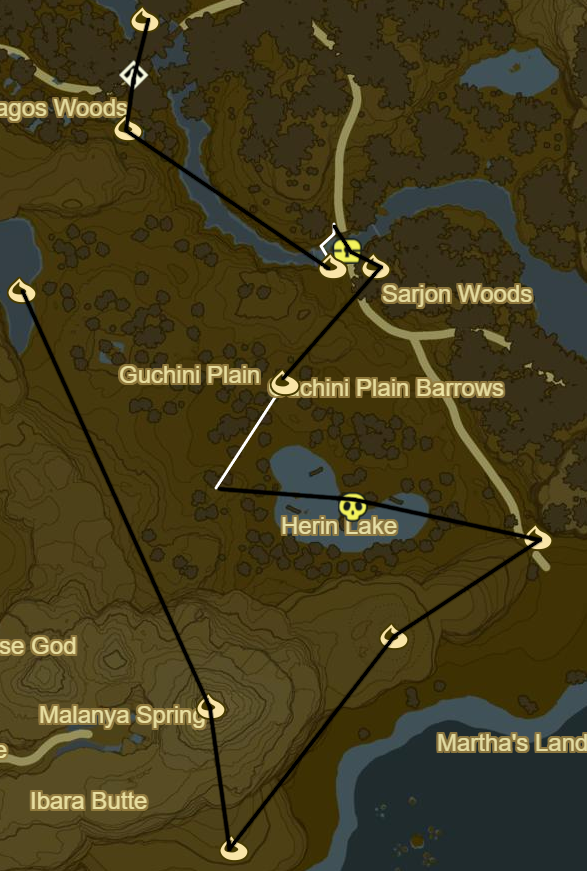 agos Woods
Sarjon Woods
Guchini Plain
chini Plain Barrows
Herin Lake
se God
Malanya Spring
Martha's Land
e
Ibara Butte